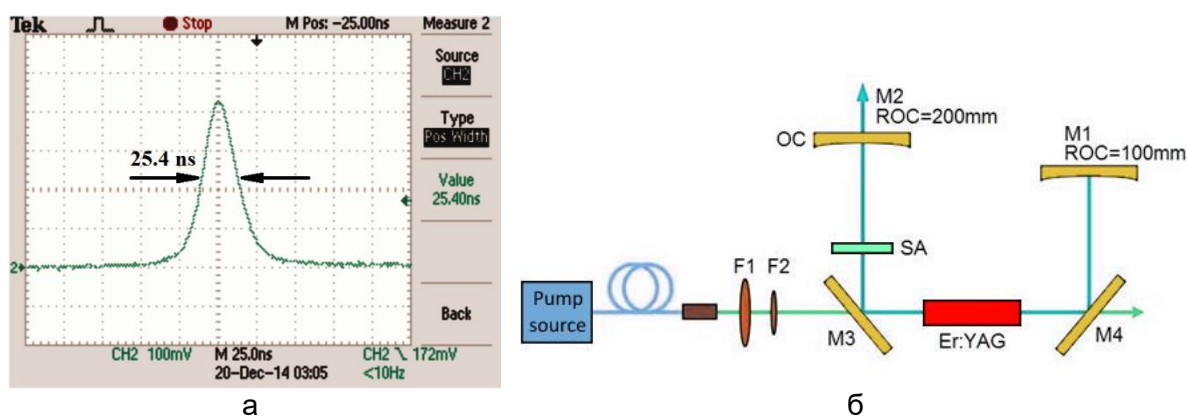 Tek
Stop
M Pos: -25.00ns
Measure 2
Source
CH2
Type
Pos Width
Value
25.40ns
Back
25.4 ns
2
CH2 100mV
M 25.0ns
CH2 172mV
20-Dec-14 03:05
<10Hz
а
M2
ROC=200mm
OC
M1
ROC=100mm
SA
F1
F2
Pump
source
M3
Er:YAG
M4
б